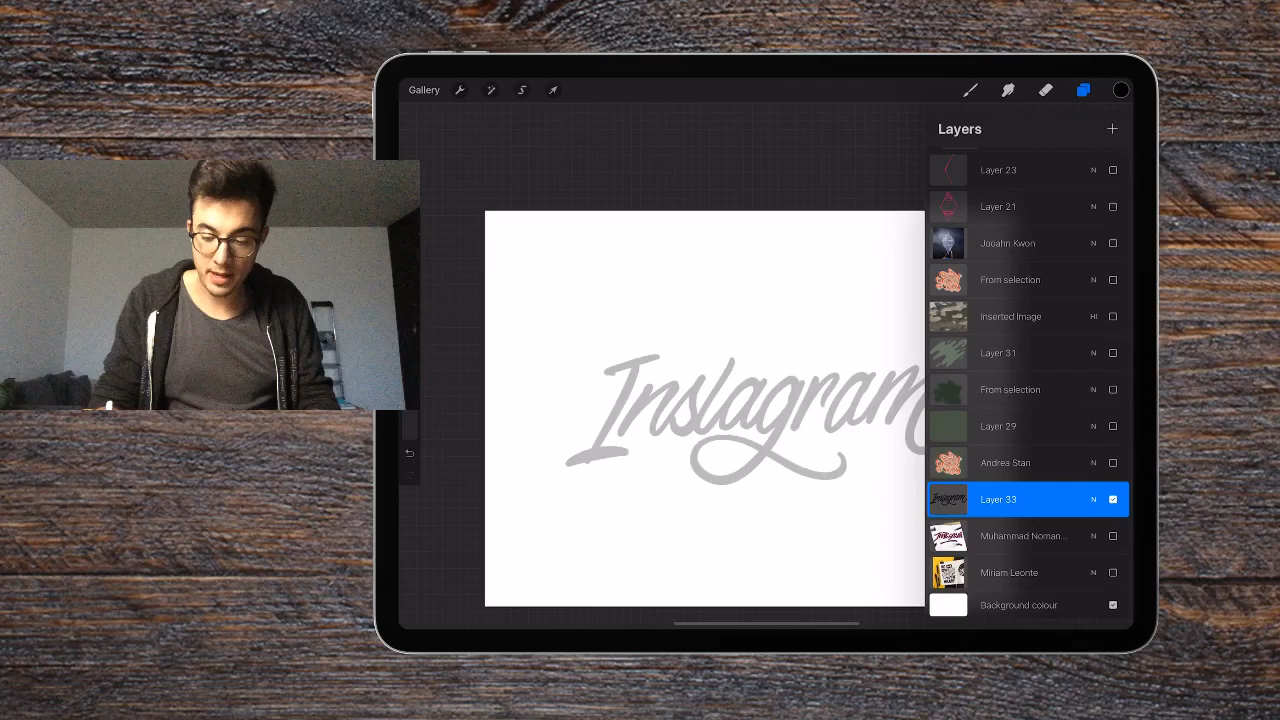 Gallery
Layers
Layer 23 N
Layer 21 N
Jooahn Kwon N
From selection N
Inserted Image HI
Layer 31 N
From selection N
Layer 29 N
Andrea Stan N
Layer 33 N
Muhammad Noman... N
Miriam Leonte N
Background colour
Instagram